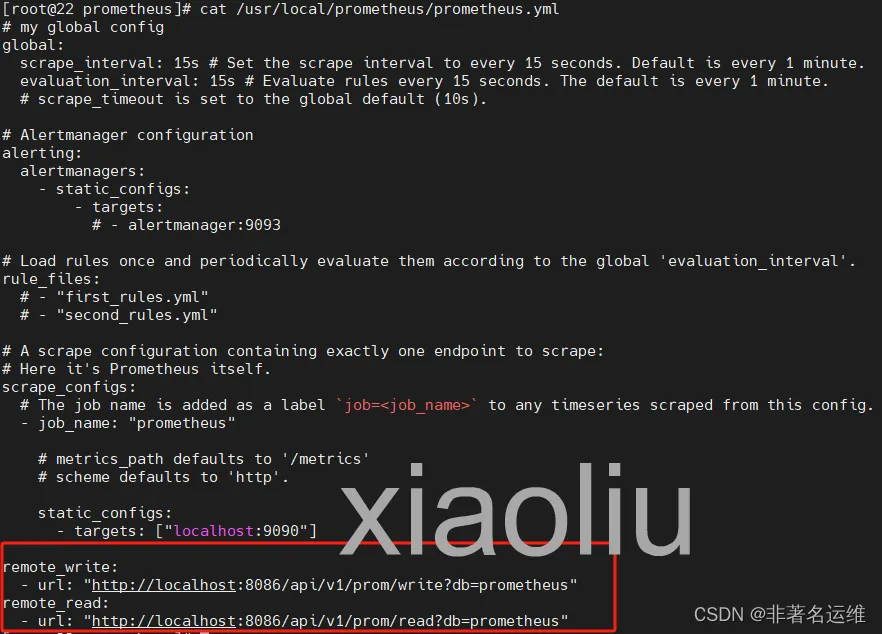 [root@22 prometheus]# cat /usr/local/prometheus/prometheus.yml
# my global config
global:
  scrape_interval: 15s # Set the scrape interval to every 15 seconds. Default is every 1 minute.
  evaluation_interval: 15s # Evaluate rules every 15 seconds. The default is every 1 minute.
  # scrape_timeout is set to the global default (10s).

# Alertmanager configuration
alerting:
  alertmanagers:
    - static_configs:
        - targets:
          # - alertmanager:9093

# Load rules once and periodically evaluate them according to the global 'evaluation_interval'.
rule_files:
  # - "first_rules.yml"
  # - "second_rules.yml"

# A scrape configuration containing exactly one endpoint to scrape:
# Here it's Prometheus itself.
scrape_configs:
  # The job name is added as a label `job=<job_name>` to any timeseries scraped from this config.
  - job_name: "prometheus"

    # metrics_path defaults to '/metrics'
    # scheme defaults to 'http'.

    static_configs:
      - targets: ["localhost:9090"]
xiaoliu

remote_write:
  - url: "http://localhost:8086/api/v1/prom/write?db=prometheus"
remote_read:
  - url: "http://localhost:8086/api/v1/prom/read?db=prometheus"
CSDN @非著名运维